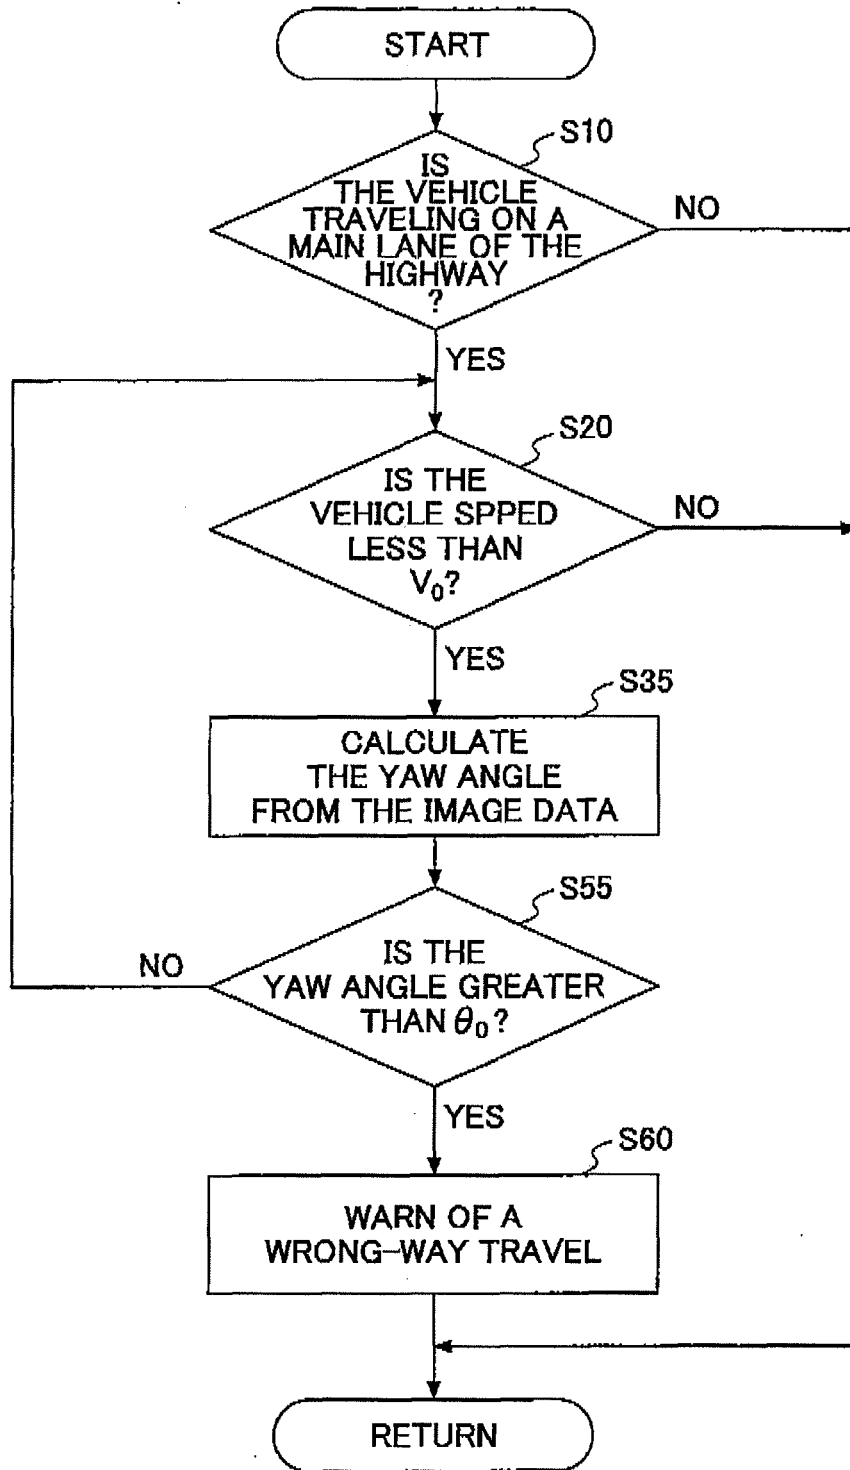 START
S10
IS
THE VEHICLE
TRAVELING ON A
MAIN LANE OF THE
HIGHWAY
?
NO
YES
S20
IS THE
VEHICLE SPPED
LESS THAN
V₀?
NO
YES
S35
CALCULATE
THE YAW ANGLE
FROM THE IMAGE DATA
S55
IS THE
YAW ANGLE GREATER
THAN θ₀?
NO
YES
S60
WARN OF A
WRONG-WAY TRAVEL
RETURN